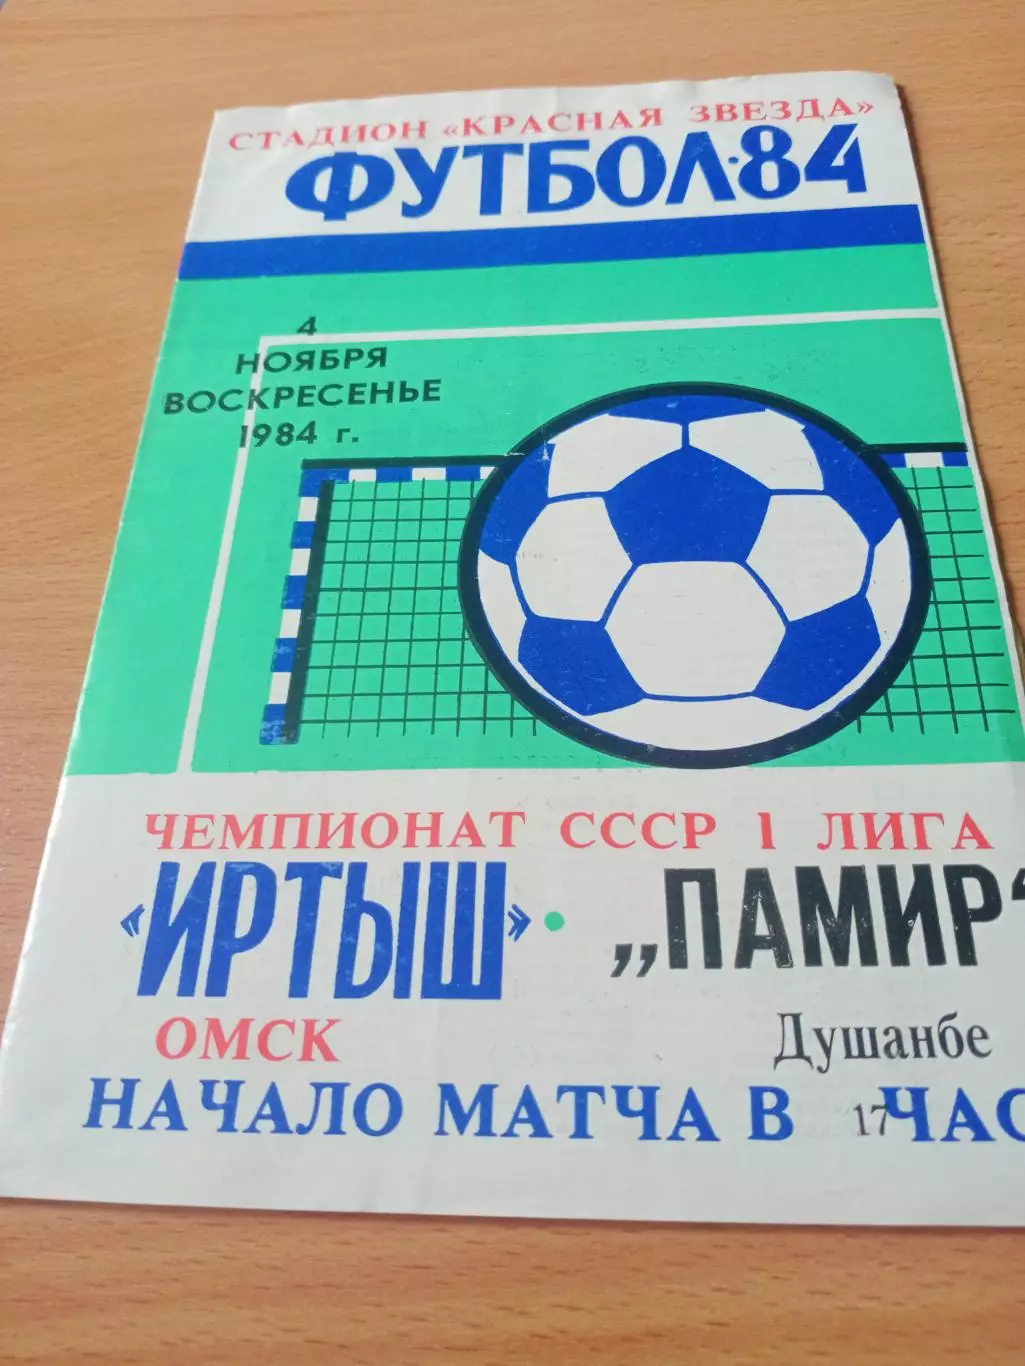 СТАДИОН «КРАСНАЯ ЗВЕЗДА»
ФУТБОЛ·84
4
НОЯБРЯ
ВОСКРЕСЕНЬЕ
1984 г.
ЧЕМПИОНАТ СССР 1 ЛИГА
«ИРТЫШ» • „ПАМИР“
ОМСК Душанбе
НАЧАЛО МАТЧА В 17 ЧАС